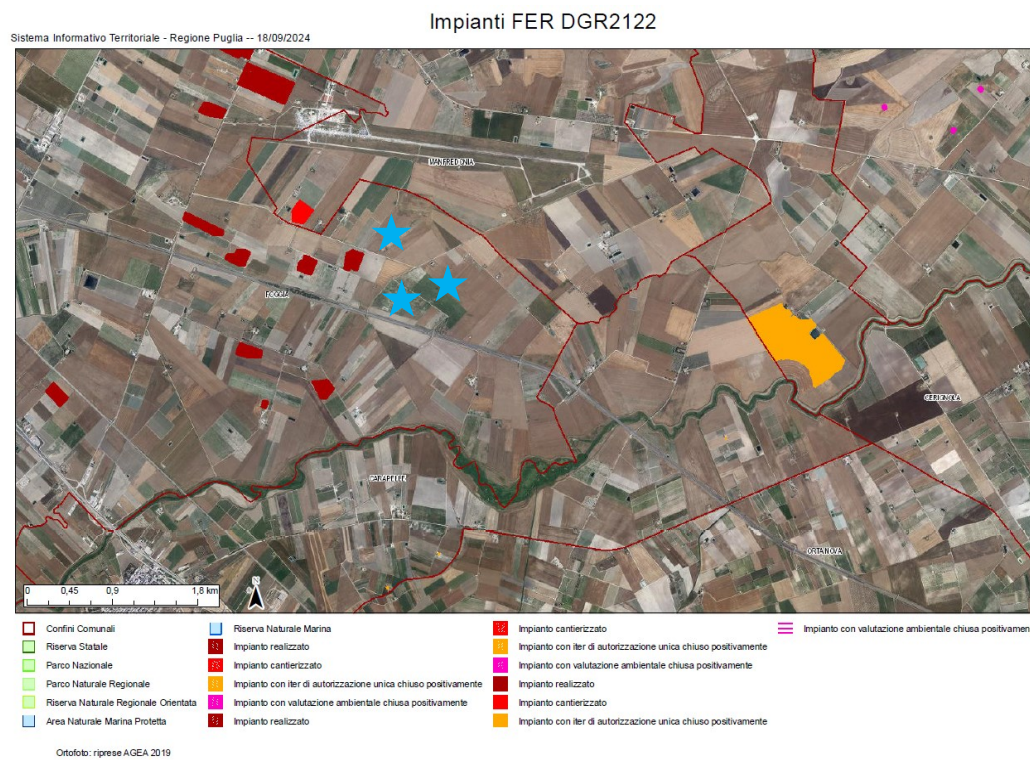 Impianti FER DGR2122
Sistema Informativo Territoriale - Regione Puglia -- 18/09/2024
MANFREDONIA
FOGGIA
CERIGNOLA
CARAPELLE
ORTANOVA
0 0,45 0,9 1,8 km
N
Confini Comunali
Riserva Statale
Parco Nazionale
Parco Naturale Regionale
Riserva Naturale Regionale Orientata
Area Naturale Marina Protetta
Riserva Naturale Marina
Impianto realizzato
Impianto cantierizzato
Impianto con iter di autorizzazione unica chiuso positivamente
Impianto con valutazione ambientale chiusa positivamente
Impianto realizzato
Impianto cantierizzato
Impianto con iter di autorizzazione unica chiuso positivamente
Impianto con valutazione ambientale chiusa positivamente
Impianto realizzato
Impianto cantierizzato
Impianto con iter di autorizzazione unica chiuso positivamente
Impianto con valutazione ambientale chiusa positivamen
Ortofoto: riprese AGEA 2019